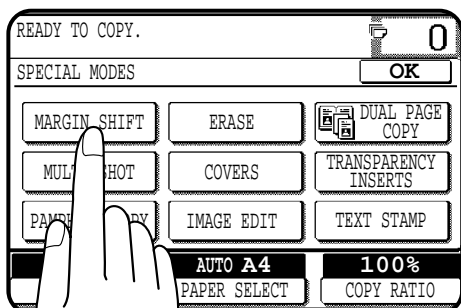 READY TO COPY.
0
SPECIAL MODES
OK
MARGIN SHIFT
ERASE
DUAL PAGE
COPY
SHOT
COVERS
TRANSPARENCY
INSERTS
IMAGE EDIT
TEXT STAMP
AUTO A4
100%
PAPER SELECT
COPY RATIO